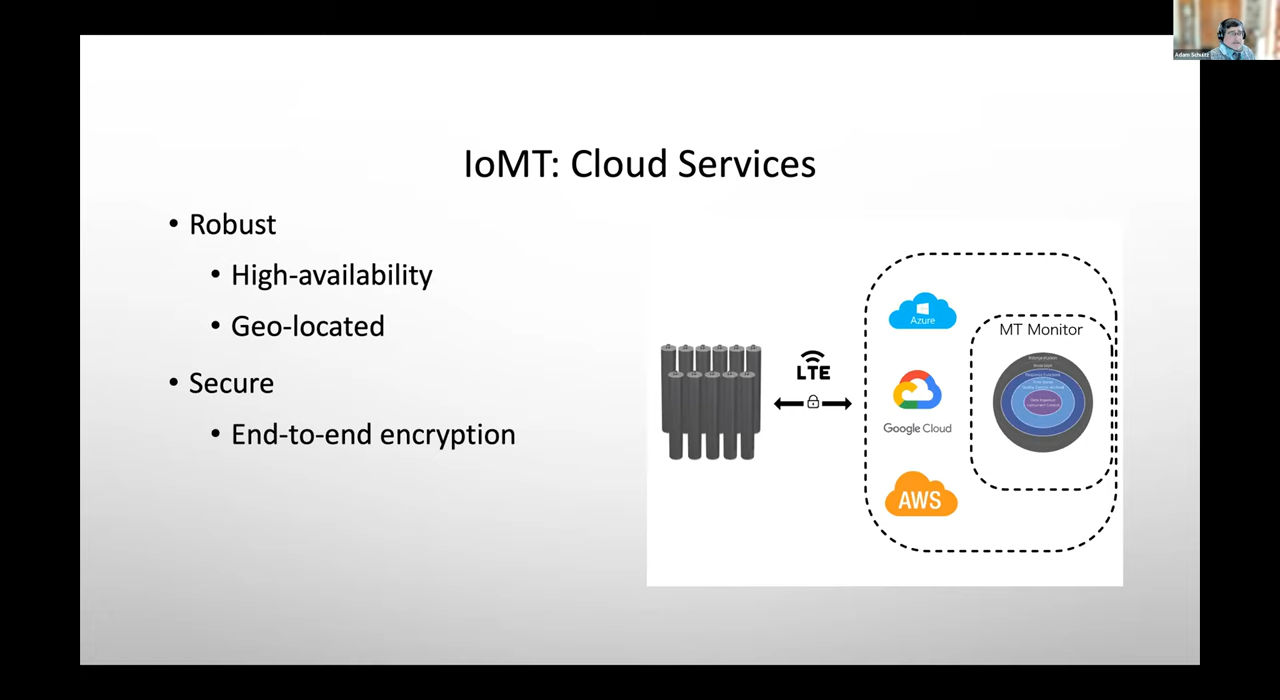 Adam Schultz
IoMT: Cloud Services
• Robust
• High-availability
• Geo-located
• Secure
• End-to-end encryption
LTE
Azure
Google Cloud
AWS
MT Monitor